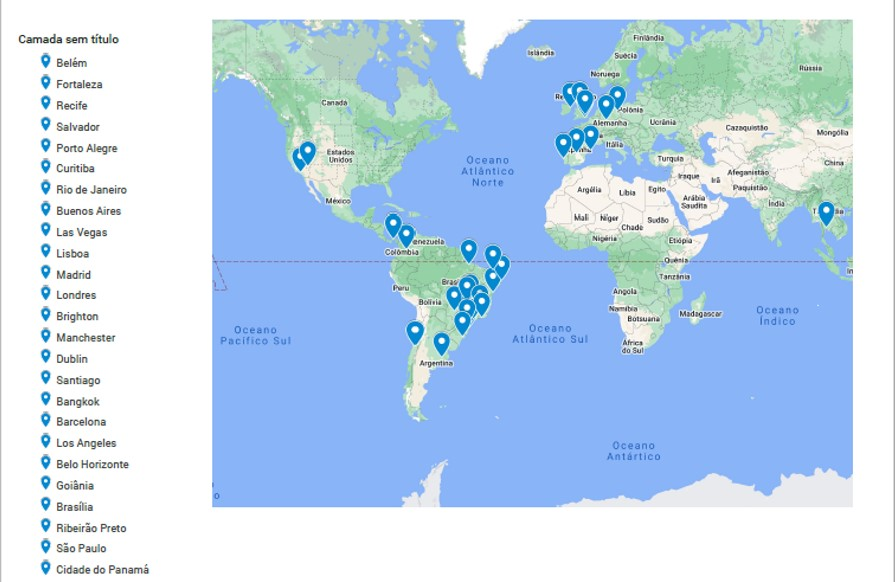 Camada sem título
Belém
Fortaleza
Recife
Salvador
Porto Alegre
Curitiba
Rio de Janeiro
Buenos Aires
Las Vegas
Lisboa
Madrid
Londres
Brighton
Manchester
Dublin
Santiago
Bangkok
Barcelona
Los Angeles
Belo Horizonte
Goiânia
Brasília
Ribeirão Preto
São Paulo
Cidade do Panamá
Finlândia
Islândia
Suécia
Noruega
Rússia
Canadá
Polônia
Alemanha
Ucrânia
Cazaquistão
Mongólia
Estados
Unidos
Itália
Turquia
China
Oceano
Atlântico
Norte
Iraque
Irã
Afeganistão
Paquistão
México
Argélia
Líbia
Egito
Arábia
Saudita
Índia
Mali
Níger
Sudão
Chade
Nigéria
Etiópia
Colômbia
Quênia
Tanzânia
Peru
Bolívia
Angola
Namíbia
Botsuana
Madagascar
Oceano
Índico
Oceano
Pacífico Sul
Oceano
Atlântico Sul
África
do Sul
Argentina
Oceano
Antártico